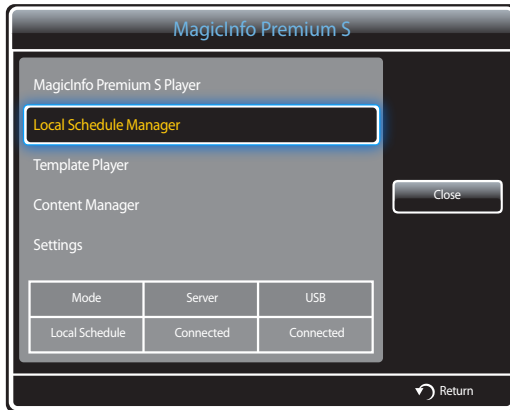 MagicInfo Premium S
MagicInfo Premium S Player
Local Schedule Manager
Template Player
Content Manager
Settings
Close
Mode Server USB
Local Schedule Connected Connected
Return